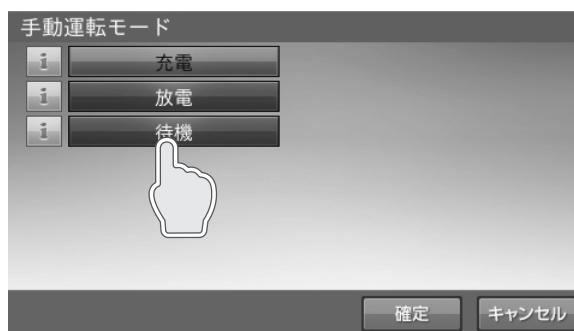 手動運転モード
i 充電
i 放電
i 待機
確定 キャンセル